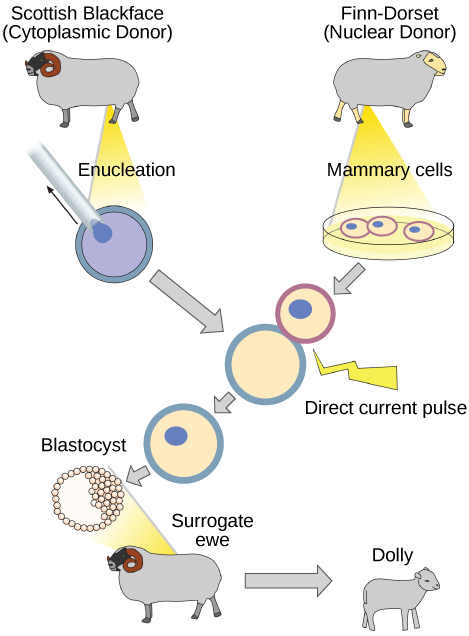 Scottish Blackface
(Cytoplasmic Donor)
Finn-Dorset
(Nuclear Donor)
Enucleation
Mammary cells
Direct current pulse
Blastocyst
Surrogate
ewe
Dolly